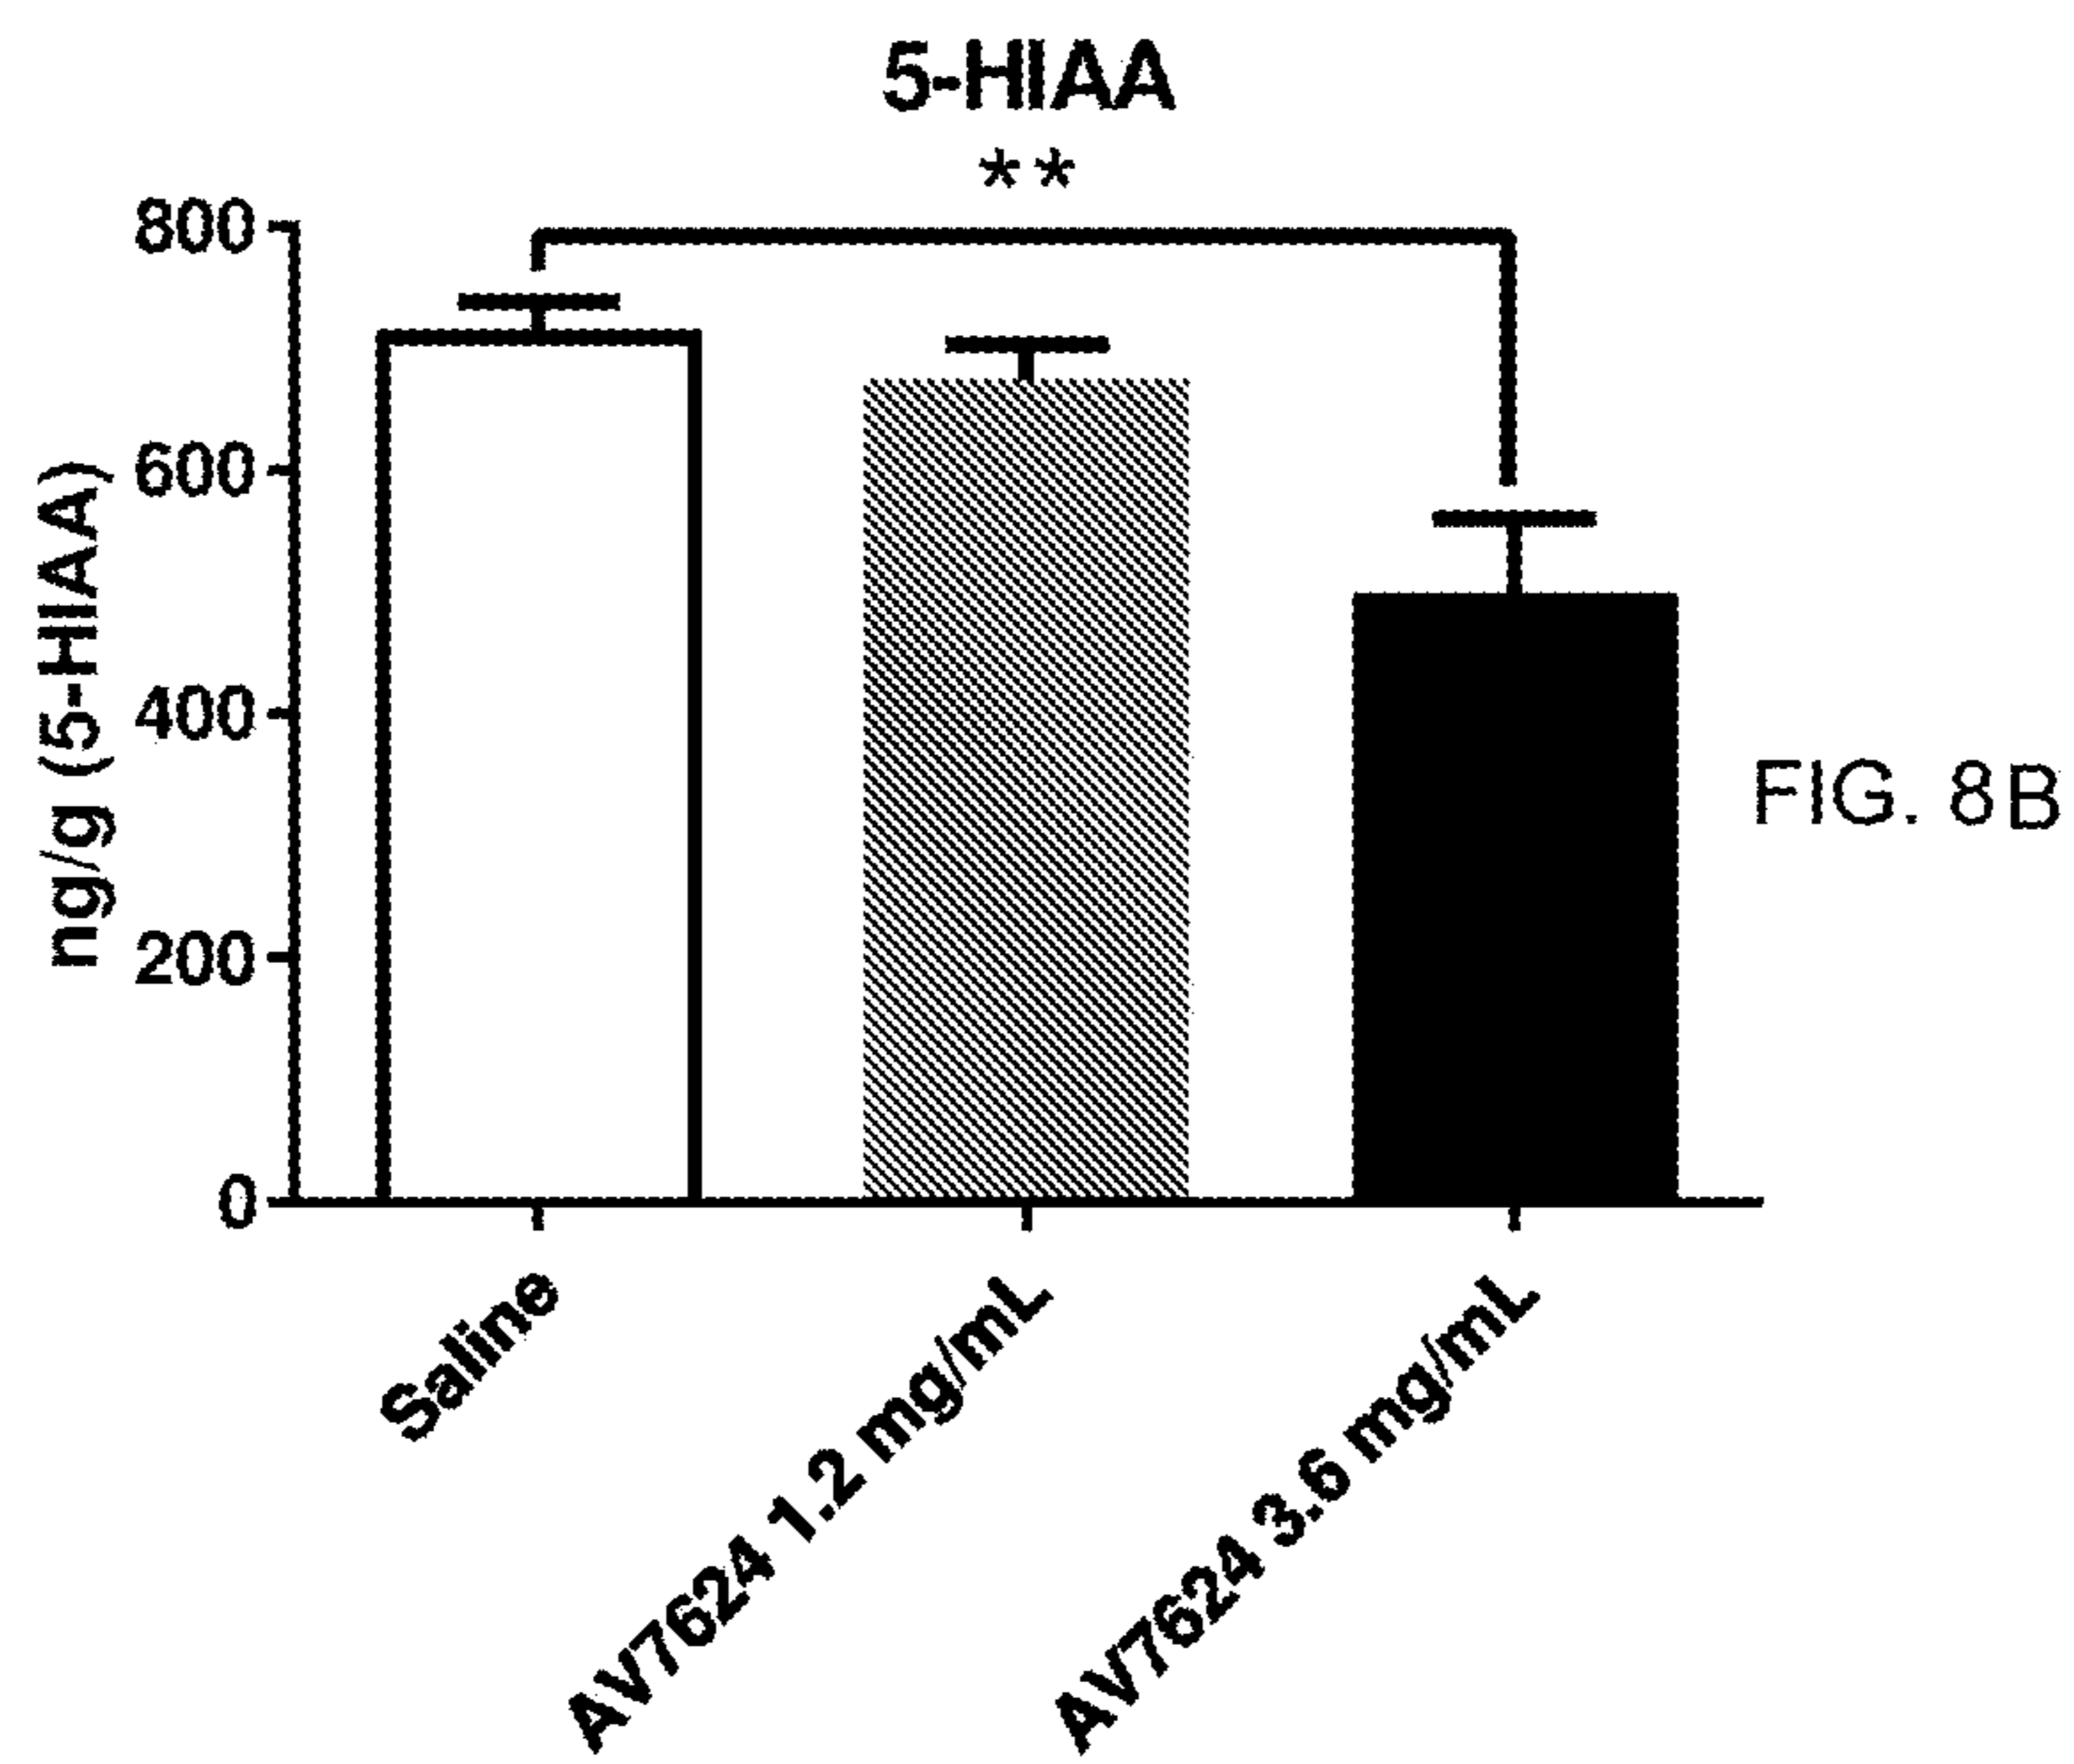 5-HIAA
**
ng/g (5-HIAA)
800
600
400
200
0
Saline
AV7624 1.2 mg/mL
AV7624 3.6 mg/mL
FIG. 8B